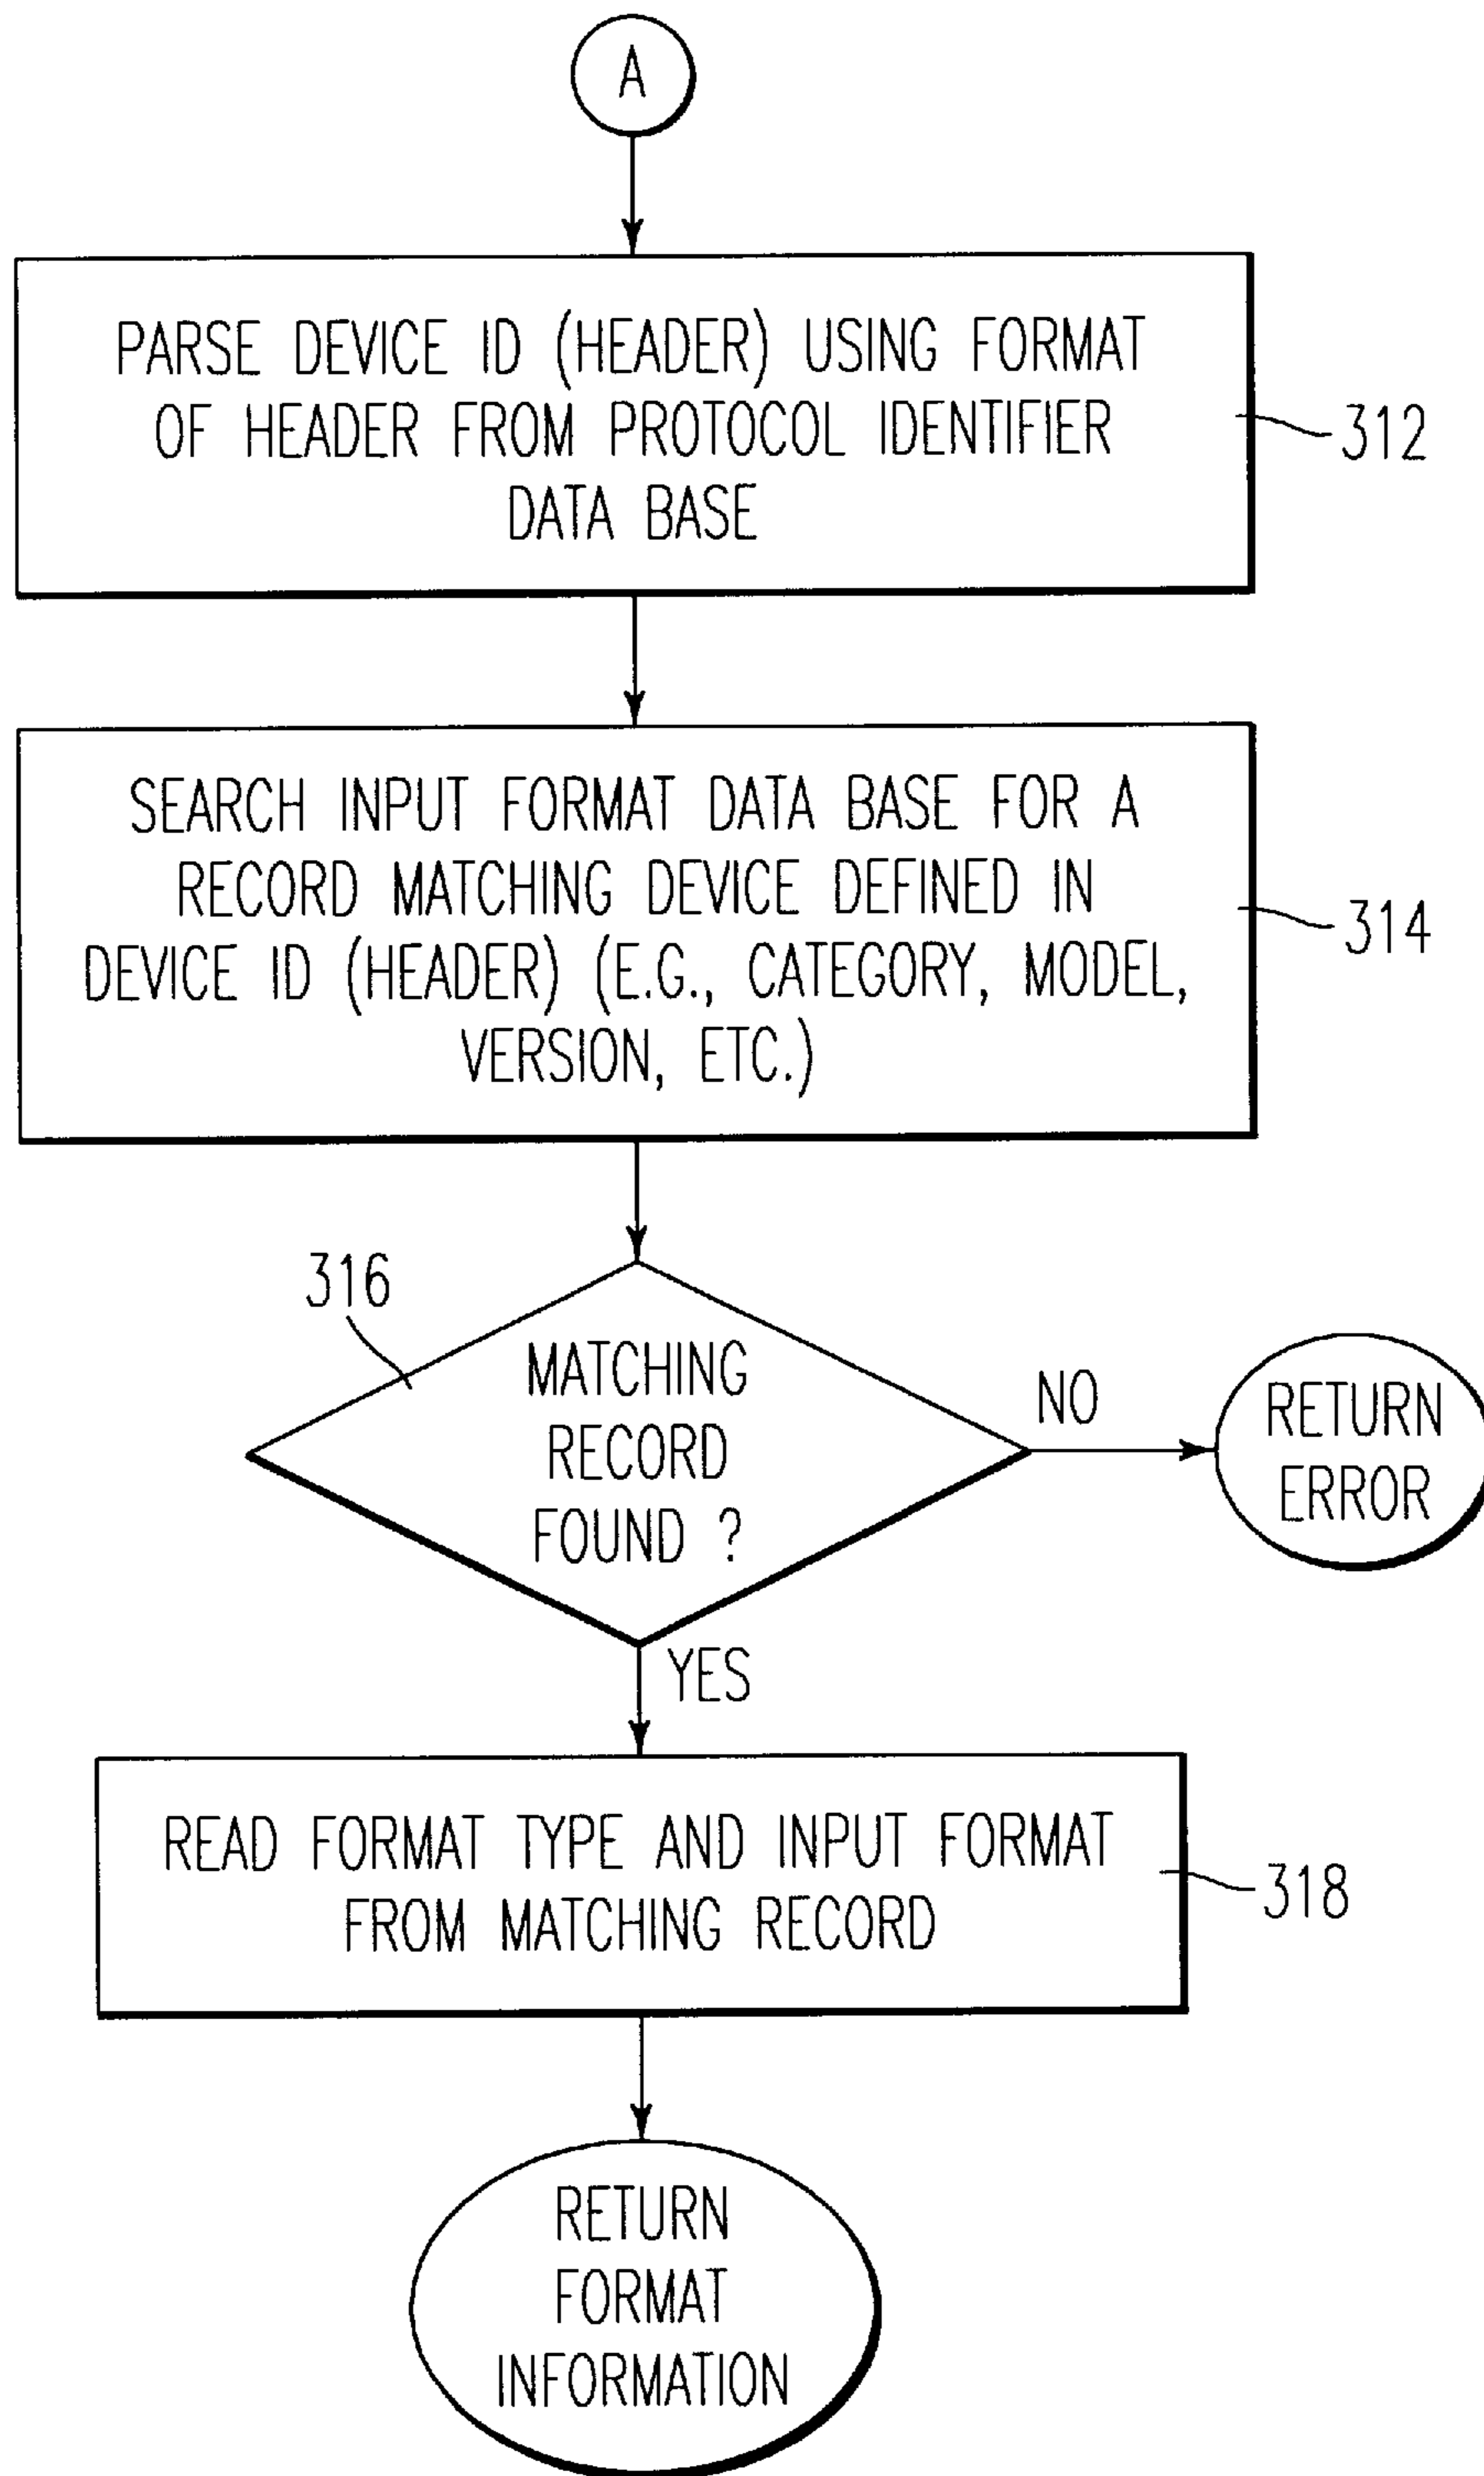 A
PARSE DEVICE ID (HEADER) USING FORMAT
OF HEADER FROM PROTOCOL IDENTIFIER
DATA BASE
312
SEARCH INPUT FORMAT DATA BASE FOR A
RECORD MATCHING DEVICE DEFINED IN
DEVICE ID (HEADER) (E.G., CATEGORY, MODEL,
VERSION, ETC.)
314
316
MATCHING
RECORD
FOUND ?
NO
RETURN
ERROR
YES
READ FORMAT TYPE AND INPUT FORMAT
FROM MATCHING RECORD
318
RETURN
FORMAT
INFORMATION